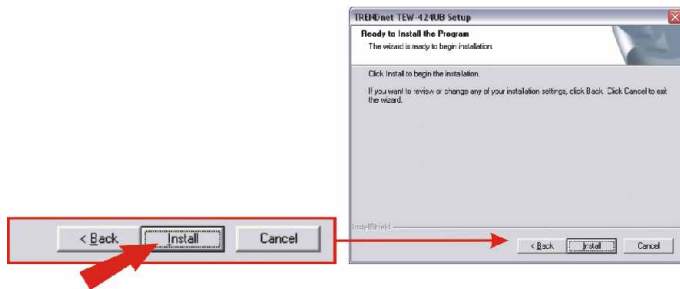 TRENDnet TEW-424UB Setup
Ready to Install the Program
The wizard is ready to begin installation.
Click Install to begin the installation.
If you want to review or change any of your installation settings, click Back. Click Cancel to exit
the wizard.
InstallShield
< Back Install Cancel
< Back Install Cancel